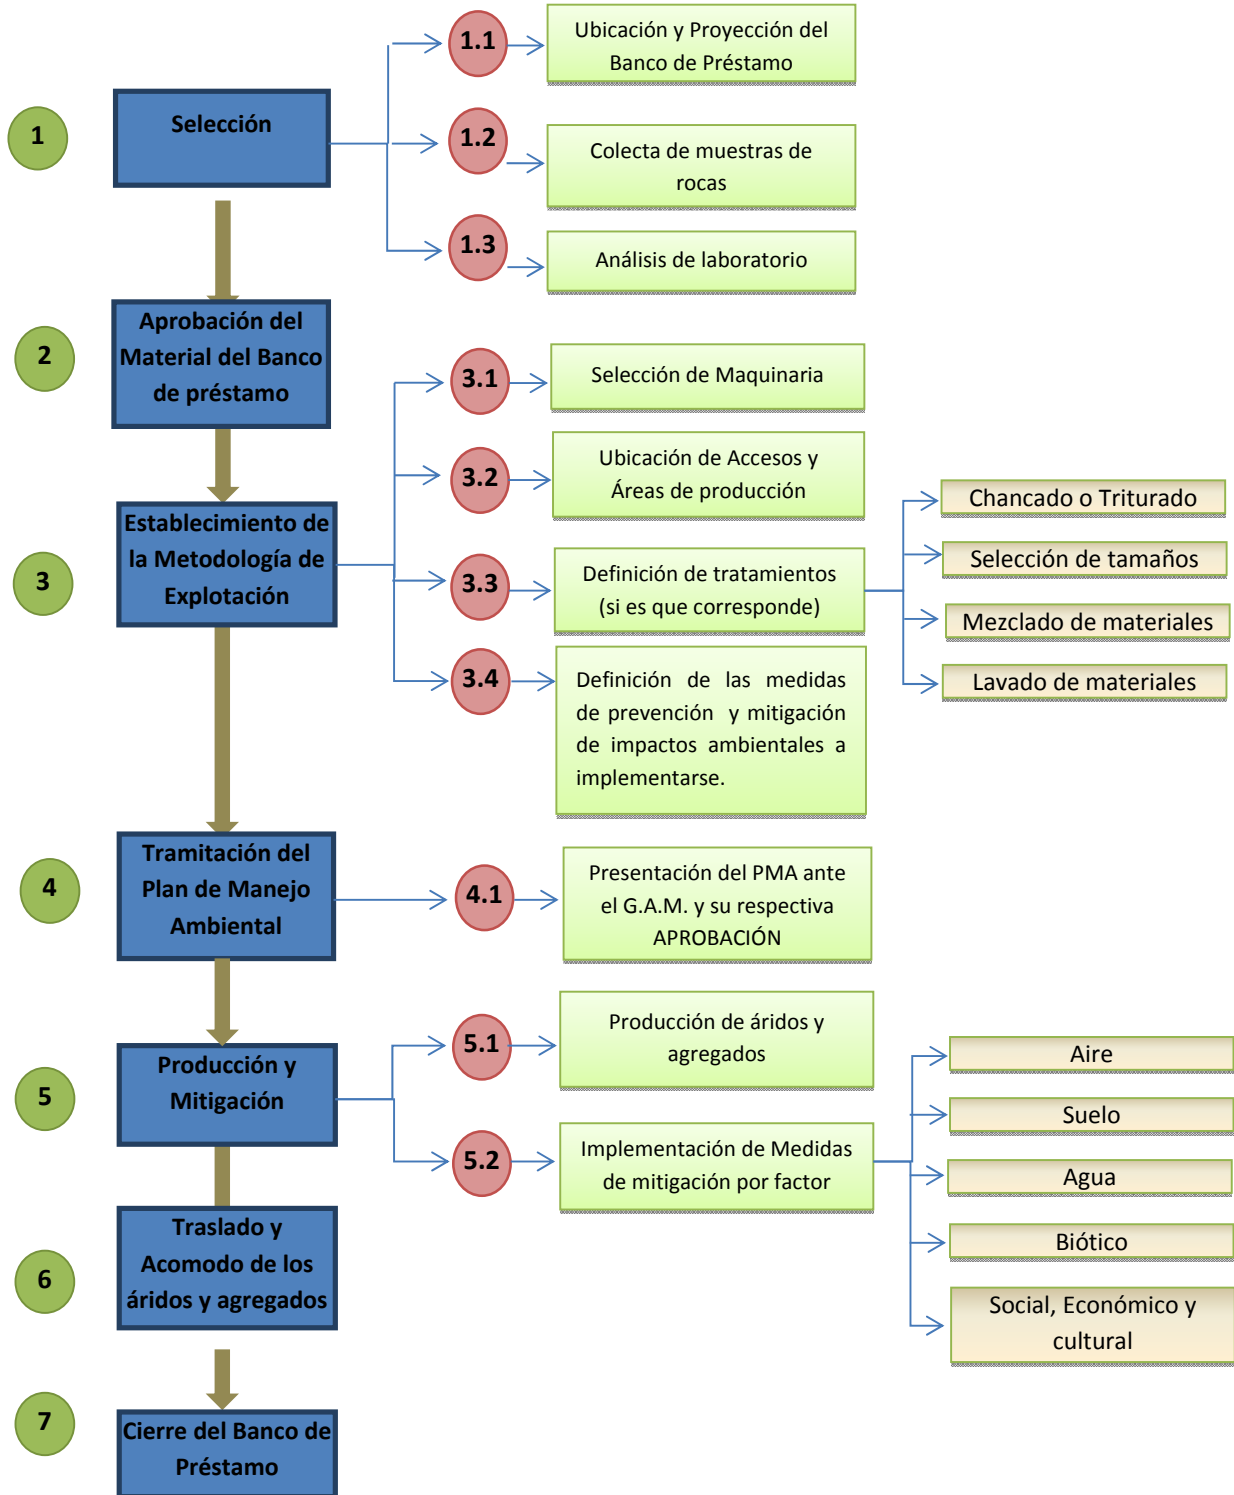 1
Selección
1.1
Ubicación y Proyección del
Banco de Préstamo
1.2
Colecta de muestras de
rocas
1.3
Análisis de laboratorio
2
Aprobación del
Material del Banco
de préstamo
3
Establecimiento de
la Metodología de
Explotación
3.1
Selección de Maquinaria
3.2
Ubicación de Accesos y
Áreas de producción
3.3
Definición de tratamientos
(si es que corresponde)
Chancado o Triturado
Selección de tamaños
Mezclado de materiales
Lavado de materiales
3.4
Definición de las medidas
de prevención y mitigación
de impactos ambientales a
implementarse.
4
Tramitación del
Plan de Manejo
Ambiental
4.1
Presentación del PMA ante
el G.A.M. y su respectiva
APROBACIÓN
5
Producción y
Mitigación
5.1
Producción de áridos y
agregados
5.2
Implementación de Medidas
de mitigación por factor
Aire
Suelo
Agua
Biótico
Social, Económico y
cultural
6
Traslado y
Acomodo de los
áridos y agregados
7
Cierre del Banco de
Préstamo